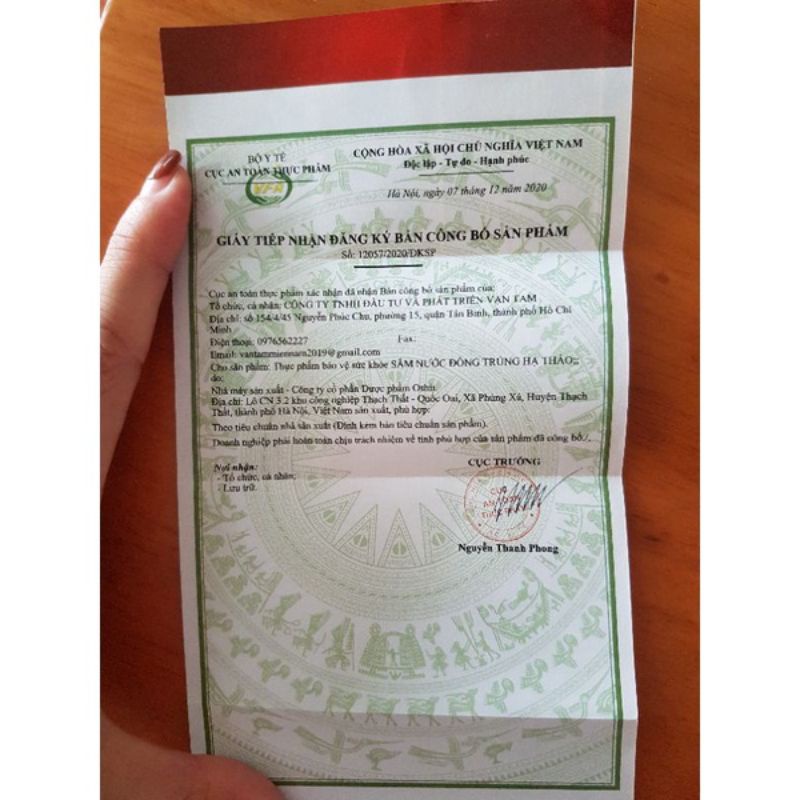 BỘ Y TẾ
CỤC AN TOÀN THỰC PHẨM
VFA
CỘNG HÒA XÃ HỘI CHỦ NGHĨA VIỆT NAM
Độc lập - Tự do - Hạnh phúc
Hà Nội, ngày 07 tháng 12 năm 2020
GIẤY TIẾP NHẬN ĐĂNG KÝ BẢN CÔNG BỐ SẢN PHẨM
Số: 12057/2020/ĐKSP
Cục an toàn thực phẩm xác nhận đã nhận Bản công bố sản phẩm của:
Tổ chức, cá nhân: CÔNG TY TNHH ĐẦU TƯ VÀ PHÁT TRIỂN VẠN TÂM
Địa chỉ: số 154/4/45 Nguyễn Phúc Chu, phường 15, quận Tân Bình, thành phố Hồ Chí
Minh
Điện thoại: 0976562227 Fax:
Email: vantammiennam2019@gmail.com
Cho sản phẩm: Thực phẩm bảo vệ sức khỏe SÂM NƯỚC ĐÔNG TRÙNG HẠ THẢO
do:
Nhà máy sản xuất - Công ty cổ phần Dược phẩm
Địa chỉ: Lô CN 3.2 khu công nghiệp Thạch Thất - Quốc Oai, Xã Phùng Xá, Huyện Thạch
Thất, thành phố Hà Nội, Việt Nam sản xuất, phù hợp:
Theo tiêu chuẩn nhà sản xuất (Đính kèm bản tiêu chuẩn sản phẩm).
Doanh nghiệp phải hoàn toàn chịu trách nhiệm về tính phù hợp của sản phẩm đã công bố./.
Nơi nhận:
- Tổ chức, cá nhân;
- Lưu trữ.
CỤC TRƯỞNG
CỤC
AN TOÀN
THỰC PHẨM
Nguyễn Thanh Phong